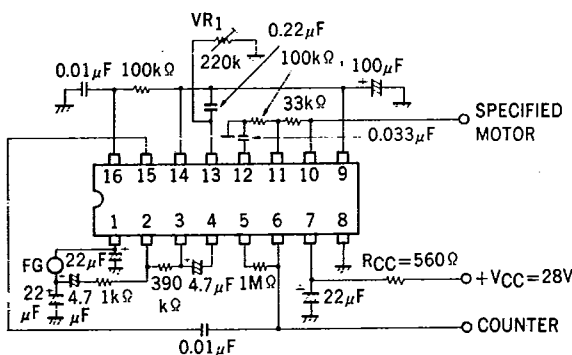 VR1
0.22μF
220k
100kΩ
100μF
+
0.01μF
100kΩ
33kΩ
0.033μF
SPECIFIED
MOTOR
16 15 14 13 12 11 10 9
1 2 3 4 5 6 7 8
FG
22μF
+
22
μF
+
4.7
μF
1kΩ
390
kΩ
4.7μF
1MΩ
22μF
RCC=560Ω
+VCC=28V
0.01μF
COUNTER